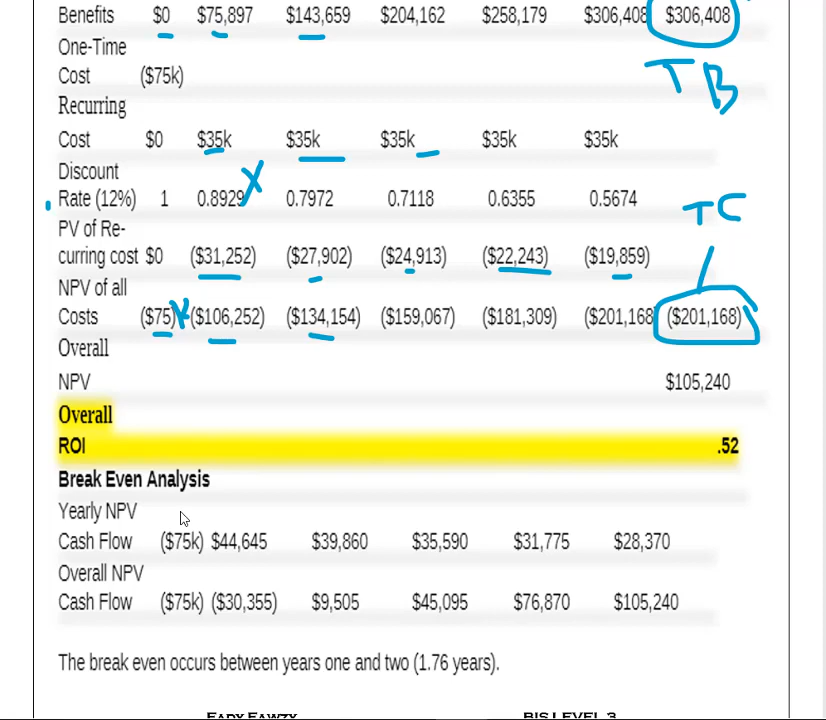 Benefits $0 $75,897 $143,659 $204,162 $258,179 $306,408 $306,408
One-Time
Cost ($75k)
T B
Recurring
Cost $0 $35k $35k $35k $35k $35k
Discount
Rate (12%) 1 0.8929 0.7972 0.7118 0.6355 0.5674
TC
PV of Re-
curring cost $0 ($31,252) ($27,902) ($24,913) ($22,243) ($19,859)
NPV of all
Costs ($75) ($106,252) ($134,154) ($159,067) ($181,309) ($201,168 ($201,168)
Overall
NPV $105,240
Overall
ROI .52
Break Even Analysis
Yearly NPV
Cash Flow ($75k) $44,645 $39,860 $35,590 $31,775 $28,370
Overall NPV
Cash Flow ($75k) ($30,355) $9,505 $45,095 $76,870 $105,240
The break even occurs between years one and two (1.76 years).
FADY FAWZY BIS LEVEL 3